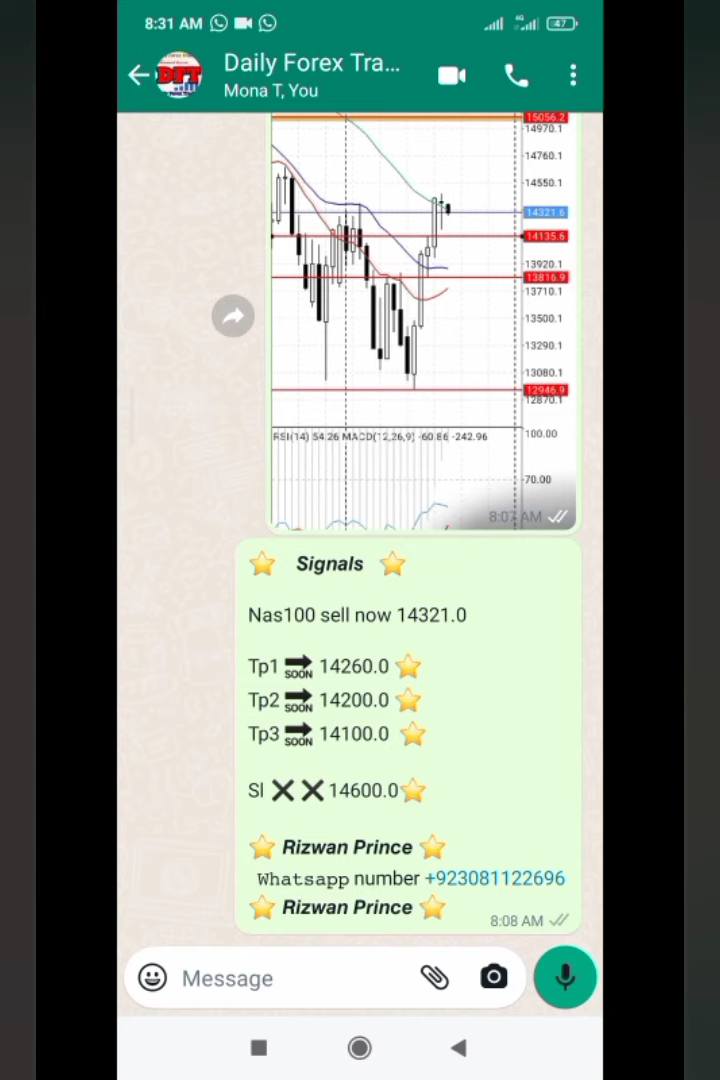 8:31 AM
4G
47
DFT
Daily Forex Tra...
Mona T, You
15056.2
14970.1
14760.1
14550.1
14321.6
14135.6
13920.1
13816.9
13710.1
13500.1
13290.1
13080.1
12946.9
12870.1
RSI(14) 54.26 MACD(12,26,9) -60.86 -242.96
100.00
70.00
8:07 AM
⭐ Signals ⭐
Nas100 sell now 14321.0
Tp1 🔜 14260.0 ⭐
Tp2 🔜 14200.0 ⭐
Tp3 🔜 14100.0 ⭐
Sl ❌ ❌ 14600.0⭐
⭐ Rizwan Prince ⭐
Whatsapp number +923081122696
⭐ Rizwan Prince ⭐
8:08 AM
Message